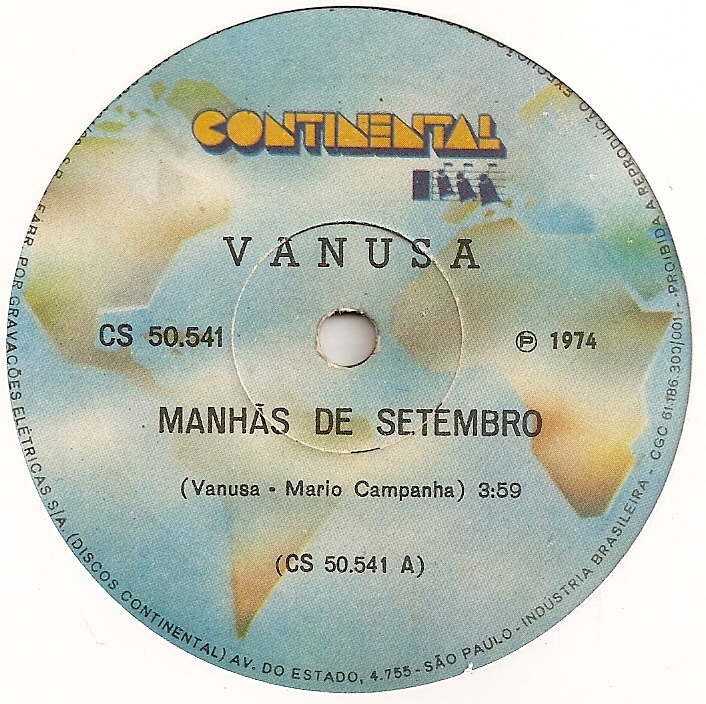 CONTINENTAL
VANUSA
CS 50.541
℗ 1974
MANHÃS DE SETEMBRO
(Vanusa - Mario Campanha) 3:59
(CS 50.541 A)
FABR. POR GRAVAÇÕES ELÉTRICAS S/A. (DISCOS CONTINENTAL) AV. DO ESTADO, 4.755 - SÃO PAULO - INDÚSTRIA BRASILEIRA - CGC 61.186.300/001 - PROIBIDA A REPRODUÇÃO, EXECUÇÃO